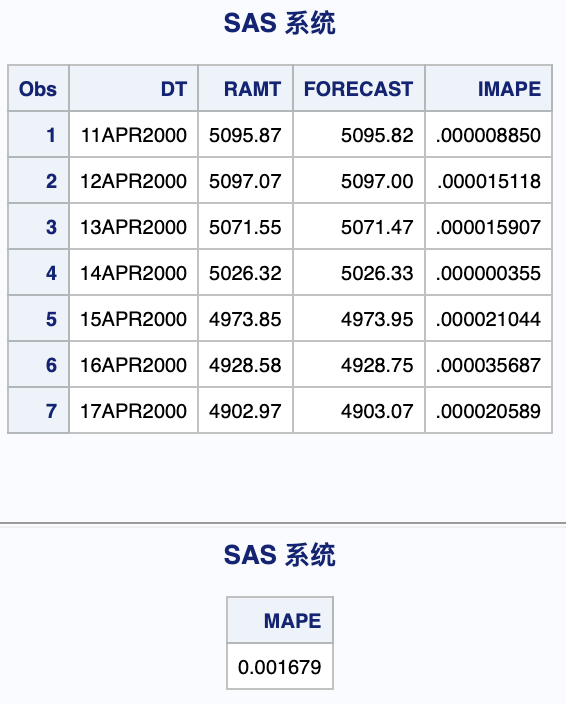 SAS 系统
Obs DT RAMT FORECAST IMAPE
1 11APR2000 5095.87 5095.82 .000008850
2 12APR2000 5097.07 5097.00 .000015118
3 13APR2000 5071.55 5071.47 .000015907
4 14APR2000 5026.32 5026.33 .000000355
5 15APR2000 4973.85 4973.95 .000021044
6 16APR2000 4928.58 4928.75 .000035687
7 17APR2000 4902.97 4903.07 .000020589
SAS 系统
MAPE
0.001679